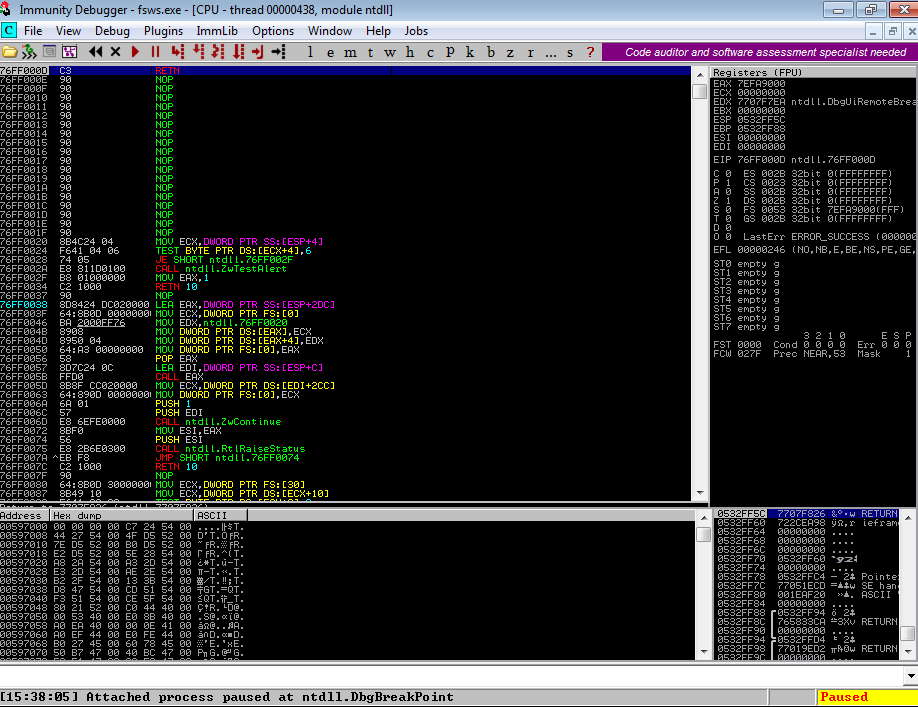 Immunity Debugger - fsws.exe - [CPU - thread 00000438, module ntdll]
C File View Debug Plugins ImmLib Options Window Help Jobs
l e m t w h c p k b z r ... s ? Code auditor and software assessment specialist needed
76FF000D C3 RETN
76FF000E 90 NOP
76FF000F 90 NOP
76FF0010 90 NOP
76FF0011 90 NOP
76FF0012 90 NOP
76FF0013 90 NOP
76FF0014 90 NOP
76FF0015 90 NOP
76FF0016 90 NOP
76FF0017 90 NOP
76FF0018 90 NOP
76FF0019 90 NOP
76FF001A 90 NOP
76FF001B 90 NOP
76FF001C 90 NOP
76FF001D 90 NOP
76FF001E 90 NOP
76FF001F 90 NOP
76FF0020 8B4C24 04 MOV ECX,DWORD PTR SS:[ESP+4]
76FF0024 F641 04 06 TEST BYTE PTR DS:[ECX+4],6
76FF0028 74 05 JE SHORT ntdll.76FF002F
76FF002A E8 811D0100 CALL ntdll.ZwTestAlert
76FF002F B8 01000000 MOV EAX,1
76FF0034 C2 1000 RETN 10
76FF0037 90 NOP
76FF0038 8D8424 DC020000 LEA EAX,DWORD PTR SS:[ESP+2DC]
76FF003F 64:8B0D 0000000 MOV ECX,DWORD PTR FS:[0]
76FF0046 BA 2000FF76 MOV EDX,ntdll.76FF0020
76FF004B 8908 MOV DWORD PTR DS:[EAX],ECX
76FF004D 8950 04 MOV DWORD PTR DS:[EAX+4],EDX
76FF0050 64:A3 00000000 MOV DWORD PTR FS:[0],EAX
76FF0056 58 POP EAX
76FF0057 8D7C24 0C LEA EDI,DWORD PTR SS:[ESP+C]
76FF005B FFD0 CALL EAX
76FF005D 8B8F CC020000 MOV ECX,DWORD PTR DS:[EDI+2CC]
76FF0063 64:890D 0000000 MOV DWORD PTR FS:[0],ECX
76FF006A 6A 01 PUSH 1
76FF006C 57 PUSH EDI
76FF006D E8 6EFE0000 CALL ntdll.ZwContinue
76FF0072 8BF0 MOV ESI,EAX
76FF0074 56 PUSH ESI
76FF0075 E8 2B6E0300 CALL ntdll.RtlRaiseStatus
76FF007A ^EB F8 JMP SHORT ntdll.76FF0074
76FF007C C2 1000 RETN 10
76FF007F 90 NOP
76FF0080 64:8B0D 3000000 MOV ECX,DWORD PTR FS:[30]
76FF0087 8B49 10 MOV ECX,DWORD PTR DS:[ECX+10]
Registers (FPU)
EAX 7EFA9000
ECX 00000000
EDX 7707F7EA ntdll.DbgUiRemoteBrea
EBX 00000000
ESP 0532FF5C
EBP 0532FF88
ESI 00000000
EDI 00000000
EIP 76FF000D ntdll.76FF000D
C 0 ES 002B 32bit 0(FFFFFFFF)
P 1 CS 0023 32bit 0(FFFFFFFF)
A 0 SS 002B 32bit 0(FFFFFFFF)
Z 1 DS 002B 32bit 0(FFFFFFFF)
S 0 FS 0053 32bit 7EFA9000(FFF)
T 0 GS 002B 32bit 0(FFFFFFFF)
D 0
O 0 LastErr ERROR_SUCCESS (000000
EFL 00000246 (NO,NB,E,BE,NS,PE,GE,
ST0 empty g
ST1 empty g
ST2 empty g
ST3 empty g
ST4 empty g
ST5 empty g
ST6 empty g
ST7 empty g
3 2 1 0 E S P
FST 0000 Cond 0 0 0 0 Err 0 0 0
FCW 027F Prec NEAR,53 Mask 1
Address Hex dump ASCII
00597000 00 00 00 00 C7 24 54 00
00597008 44 27 54 00 4F D5 52 00
00597010 7E D5 52 00 B0 D5 52 00
00597018 E2 D5 52 00 5E 28 54 00
00597020 A8 2A 54 00 A3 2D 54 00
00597028 E3 2D 54 00 AE 2E 54 00
00597030 B2 2F 54 00 13 3B 54 00
00597038 D8 47 54 00 CD 51 54 00
00597040 F3 51 54 00 CE 5F 54 00
00597048 80 21 52 00 C0 44 40 00
00597050 00 53 40 00 E0 8B 40 00
00597058 A0 EA 40 00 00 0E 41 00
00597060 A0 EF 44 00 E0 FE 44 00
00597068 B0 27 45 00 60 78 45 00
00597070 50 B7 47 00 40 BC 47 00
0532FF5C 7707F826 RETURN
0532FF60 722CEA98 iefram
0532FF64 00000000 ....
0532FF68 00000000 ....
0532FF6C 00000000 ....
0532FF70 0532FF60
0532FF74 00000000 ....
0532FF78 0532FFC4 Pointe
0532FF7C 77051ECD SE han
0532FF80 001EAF20 ASCII
0532FF84 00000000 ....
0532FF88 0532FF94
0532FF8C 765833CA RETURN
0532FF90 00000000 ....
0532FF94 0532FFD4
0532FF98 77019ED2 RETURN
0532FF9C 00000000 ....
[15:38:05] Attached process paused at ntdll.DbgBreakPoint
Paused